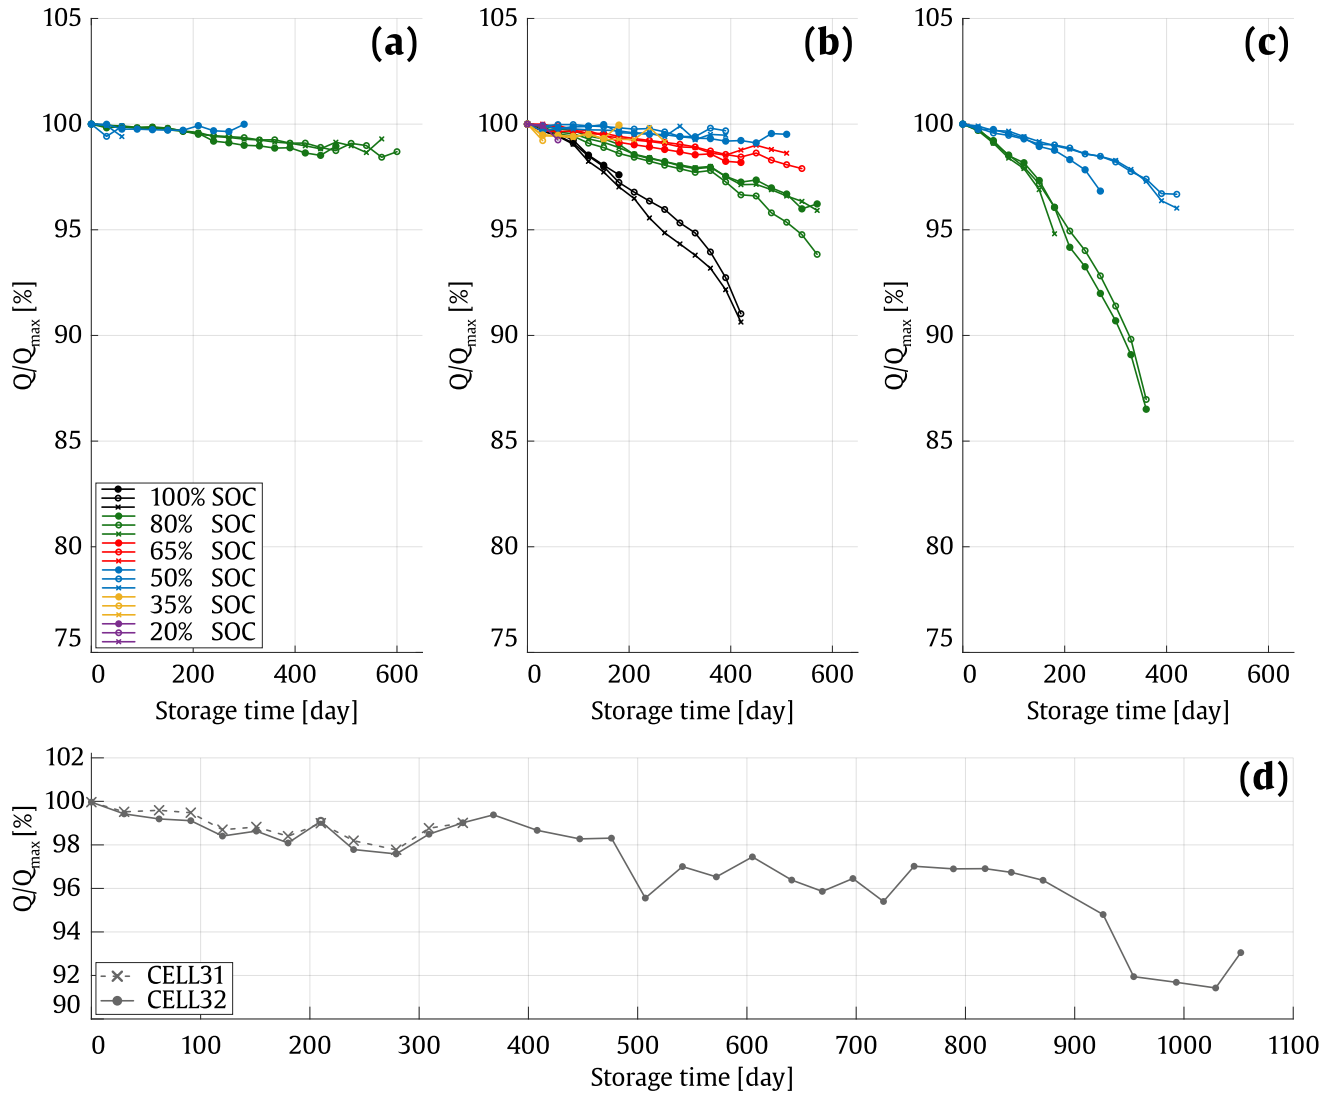 105
100
95
90
85
80
75
Q/Qmax [%]
(a)
100% SOC
80% SOC
65% SOC
50% SOC
35% SOC
20% SOC
0 200 400 600
Storage time [day]
105
100
95
90
85
80
75
Q/Qmax [%]
(b)
0 200 400 600
Storage time [day]
105
100
95
90
85
80
75
Q/Qmax [%]
(c)
0 200 400 600
Storage time [day]
102
100
98
96
94
92
90
Q/Qmax [%]
(d)
CELL31
CELL32
0 100 200 300 400 500 600 700 800 900 1000 1100
Storage time [day]